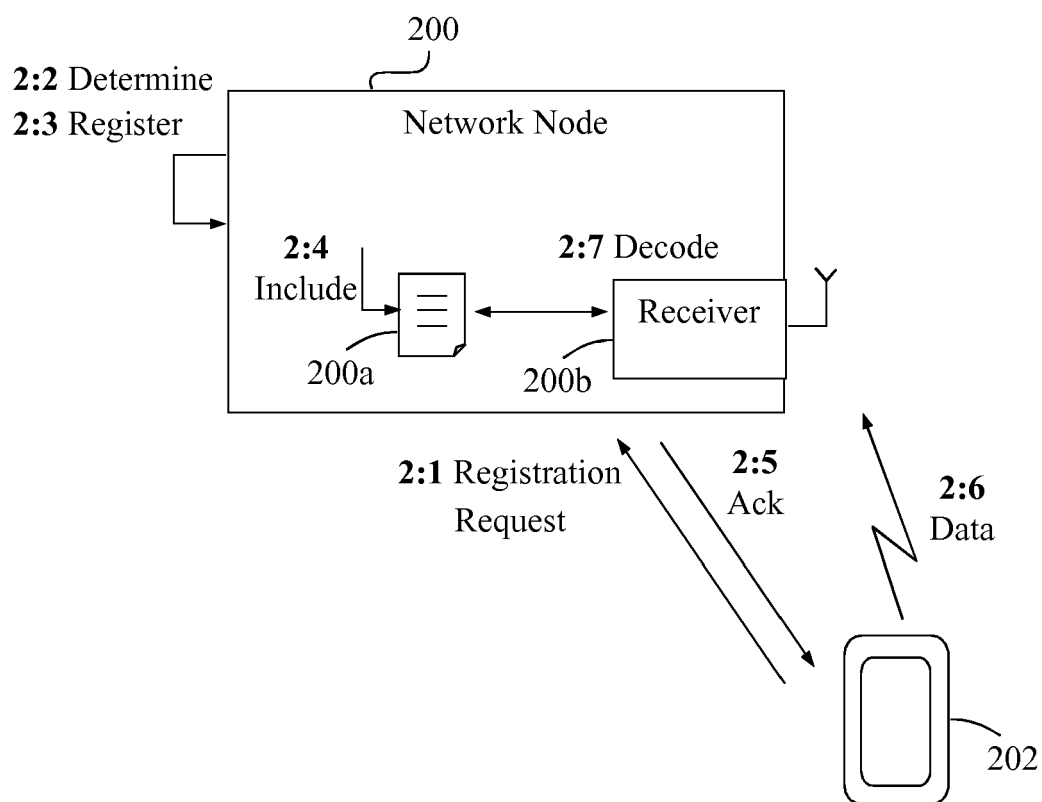 200
2:2 Determine
2:3 Register
Network Node
2:4
Include
2:7 Decode
Receiver
200a
200b
2:1 Registration
Request
2:5
Ack
2:6
Data
202